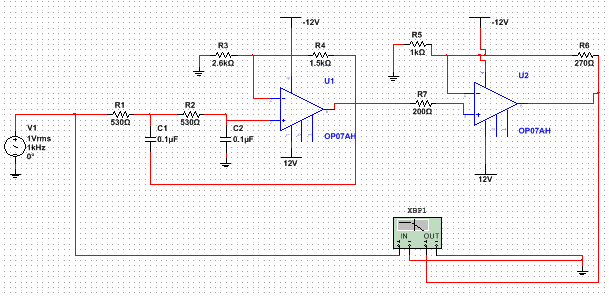 -12V
-12V
R3
2.6kΩ
R4
1.5kΩ
R5
1kΩ
R6
270Ω
U1
U2
R1
530Ω
R2
530Ω
R7
200Ω
OP07AH
OP07AH
V1
1Vrms
1kHz
0°
C1
0.1µF
C2
0.1µF
12V
12V
XBP1
IN
OUT